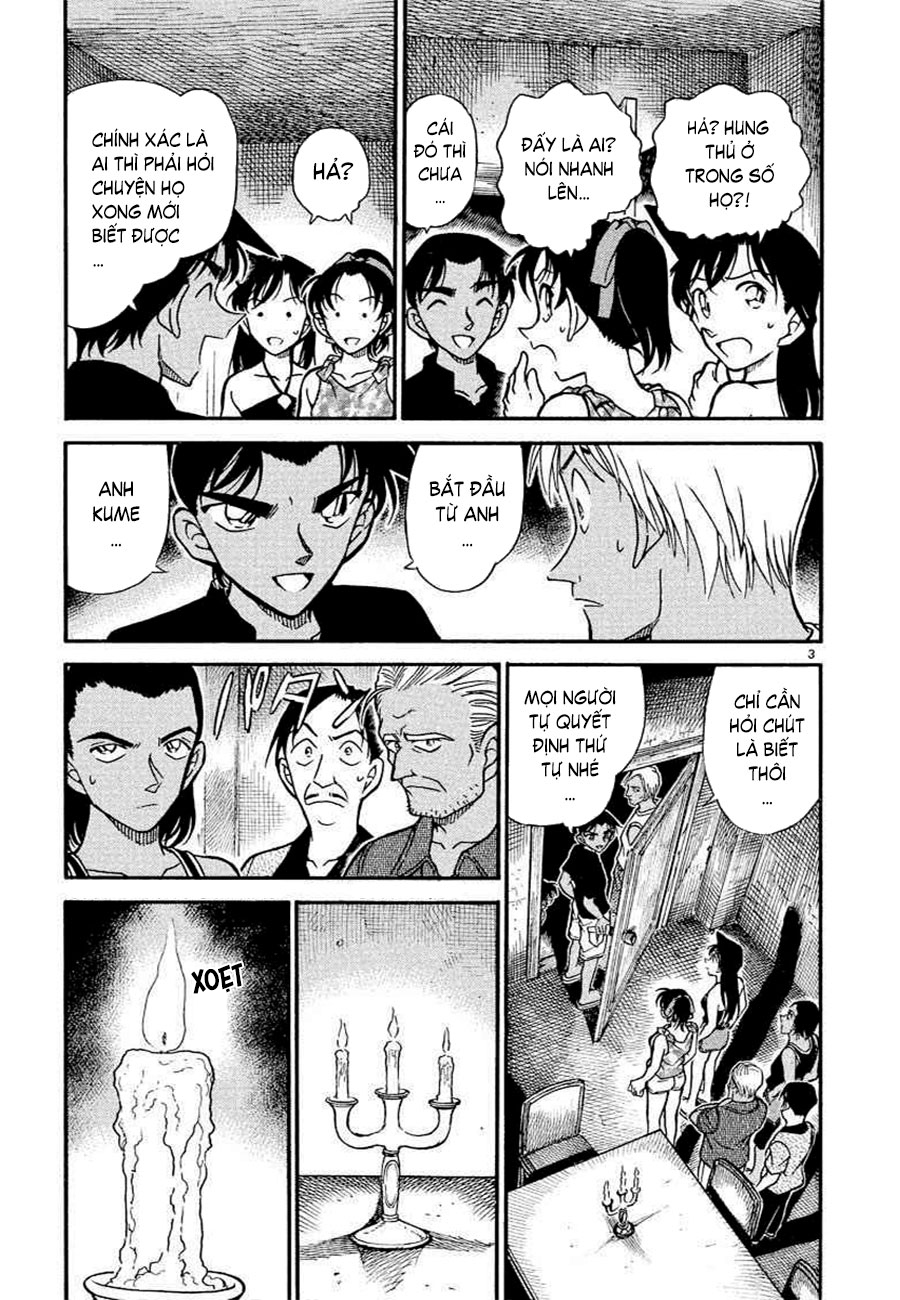 HẢ? HUNG
THỦ Ở
TRONG SỐ
HỌ?!
ĐẤY LÀ AI?
NÓI NHANH
LÊN...
CÁI
ĐÓ THÌ
CHƯA
...
HẢ?
CHÍNH XÁC LÀ
AI THÌ PHẢI HỎI
CHUYỆN HỌ
XONG MỚI
BIẾT ĐƯỢC
...
BẮT ĐẦU
TỪ ANH
...
ANH
KUME
...
3
CHỈ CẦN
HỎI CHÚT
LÀ BIẾT
THÔI
...
MỌI NGƯỜI
TỰ QUYẾT
ĐỊNH THỨ
TỰ NHÉ
...
XOẸT